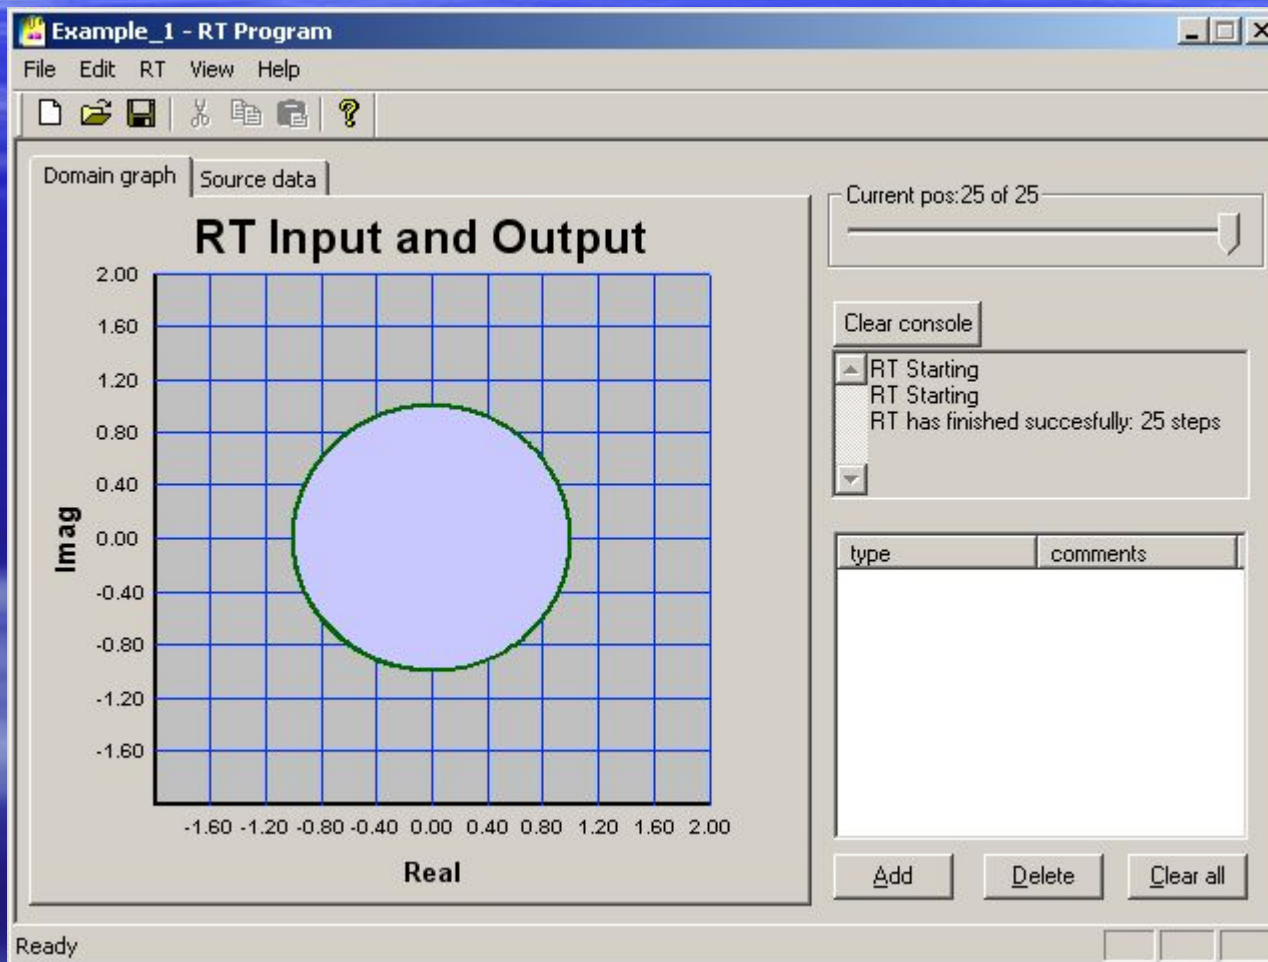 Example_1 - RT Program
File Edit RT View Help
Domain graph Source data
RT Input and Output
2.00
1.60
1.20
0.80
0.40
0.00
-0.40
-0.80
-1.20
-1.60
Imag
-1.60 -1.20 -0.80 -0.40 0.00 0.40 0.80 1.20 1.60 2.00
Real
Current pos:25 of 25
Clear console
RT Starting
RT Starting
RT has finished succesfully: 25 steps
type comments
Add Delete Clear all
Ready